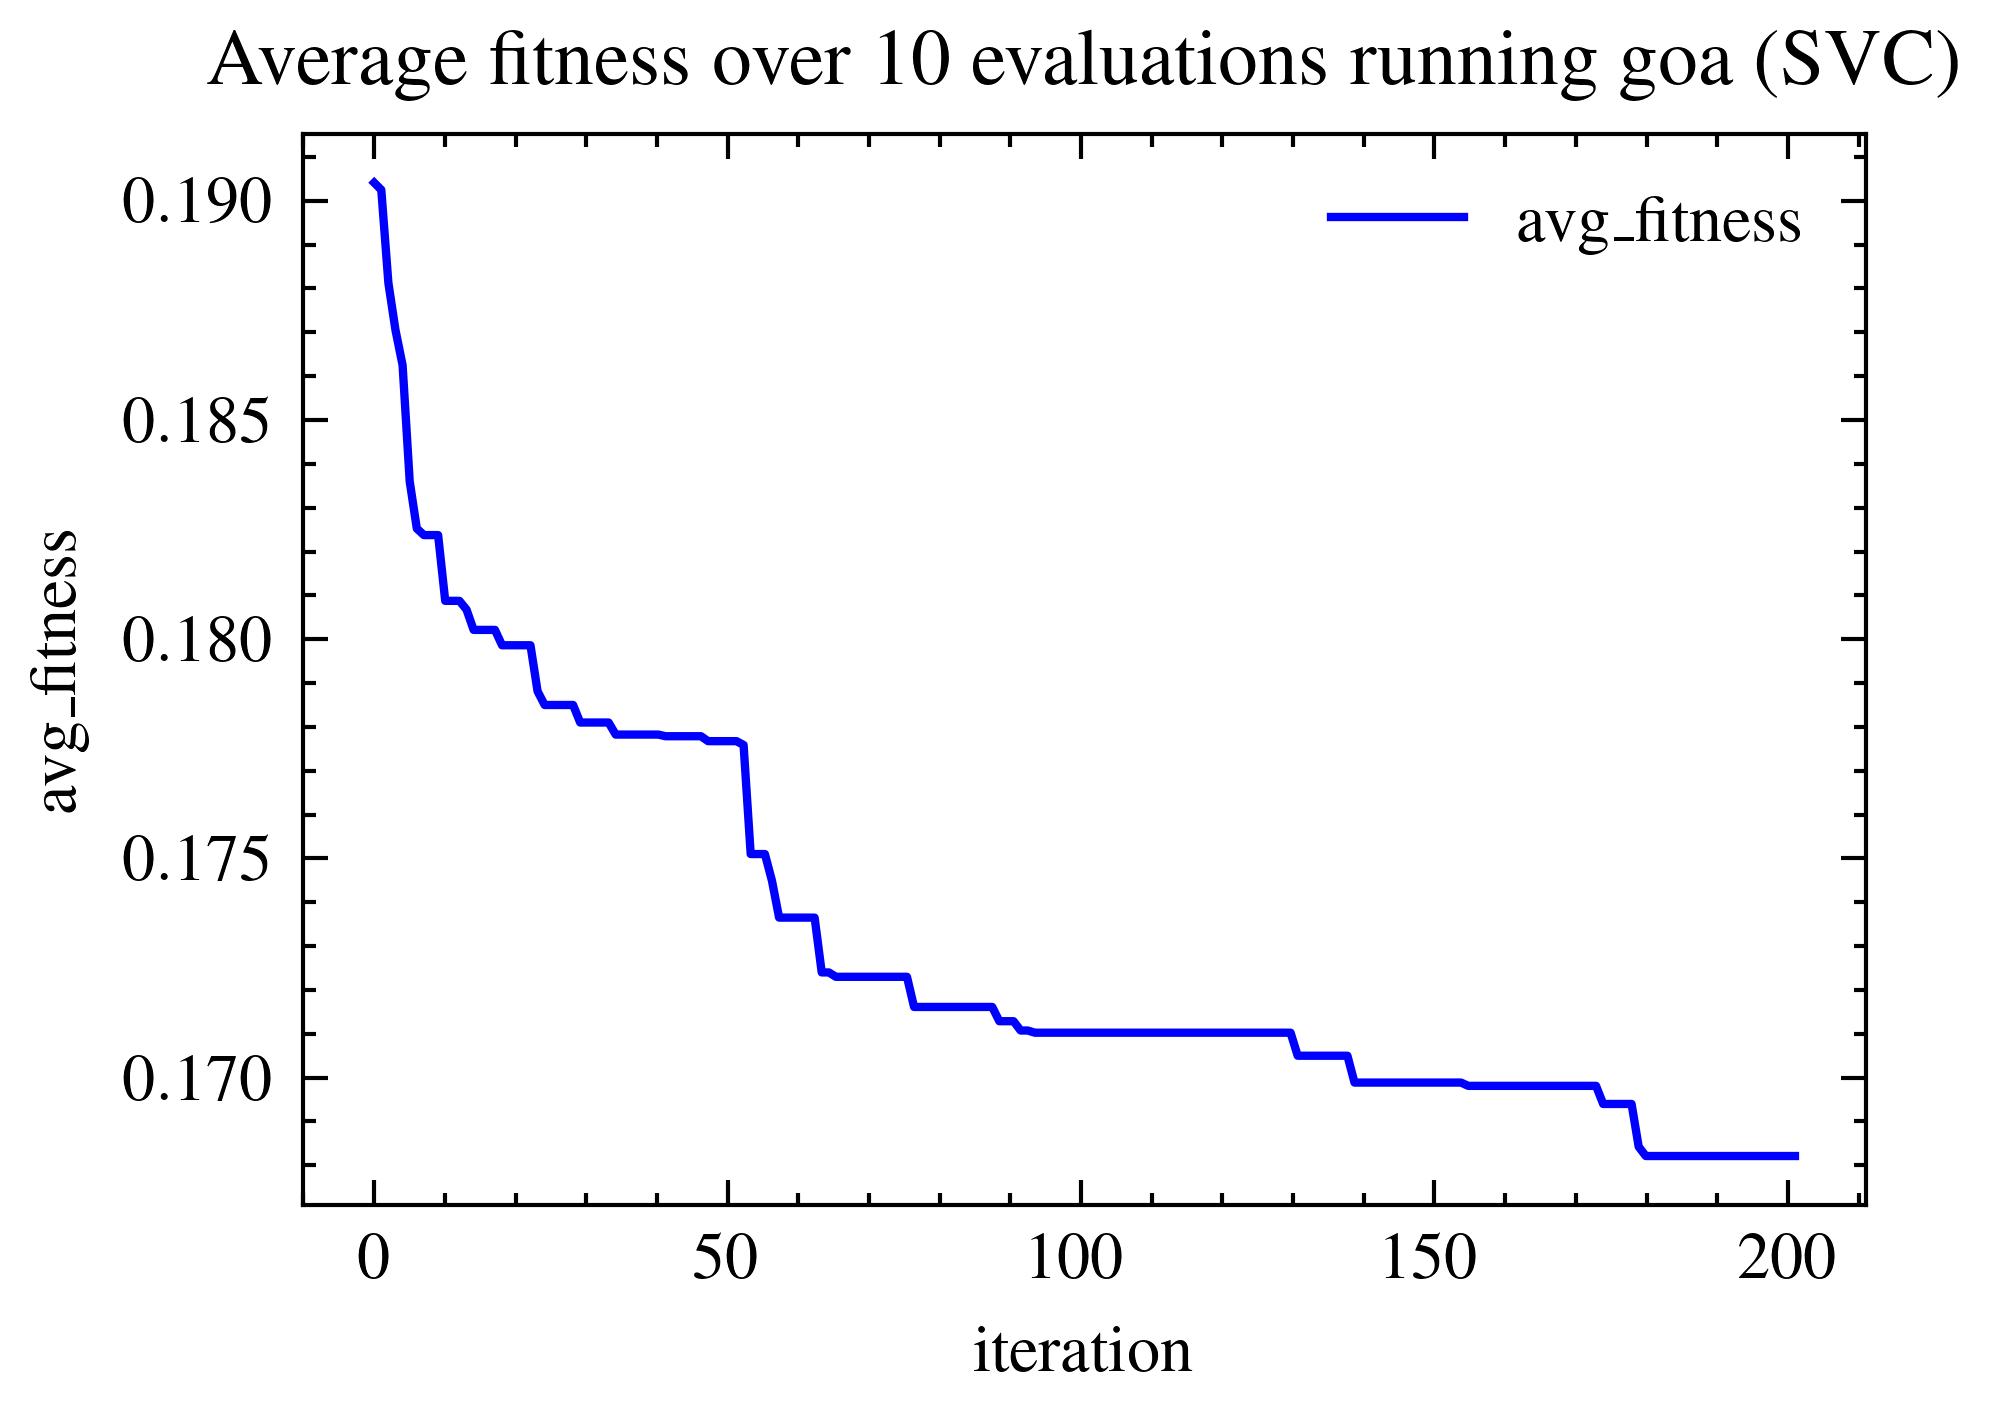 Average fitness over 10 evaluations running goa (SVC)
avg_fitness
0.190
0.185
0.180
0.175
0.170
avg_fitness
0 50 100 150 200
iteration